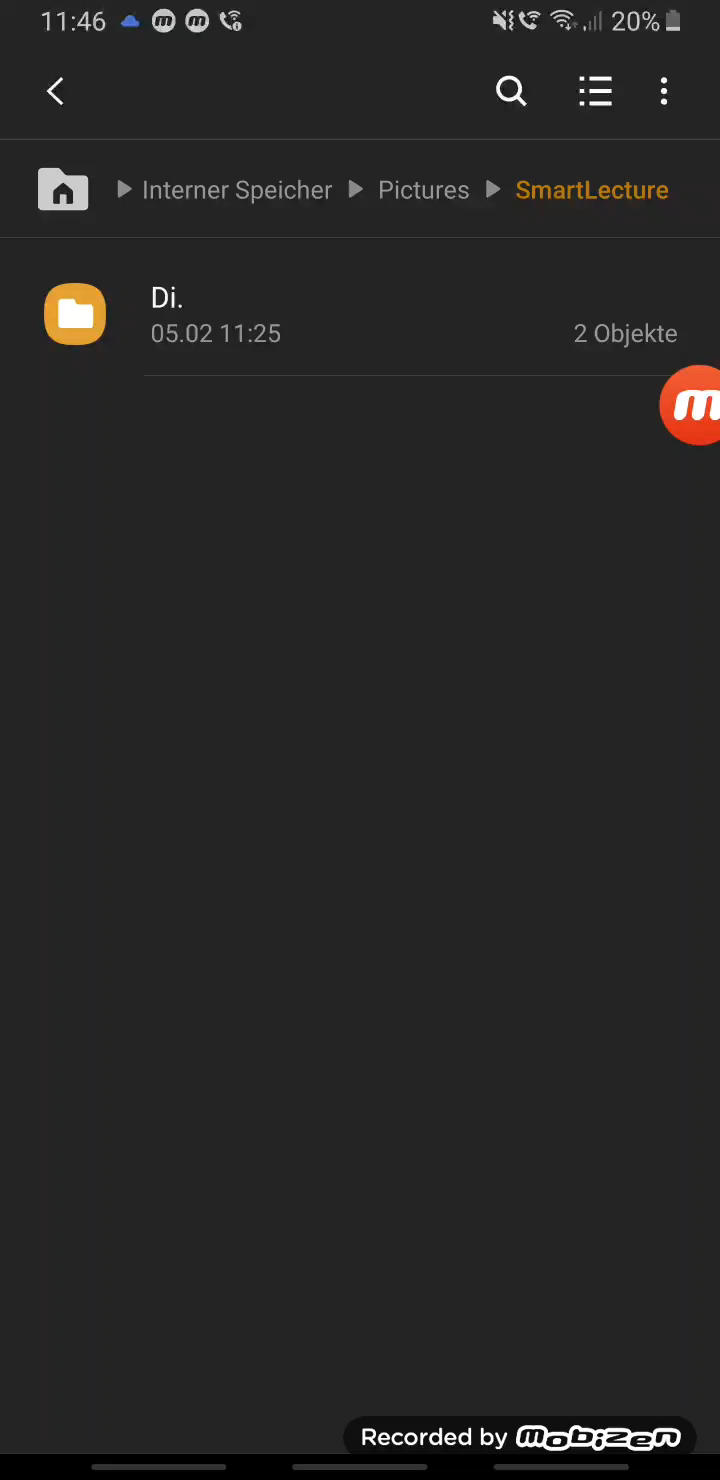 11:46 20%
Interner Speicher Pictures SmartLecture
Di.
05.02 11:25 2 Objekte
m
Recorded by mobizen